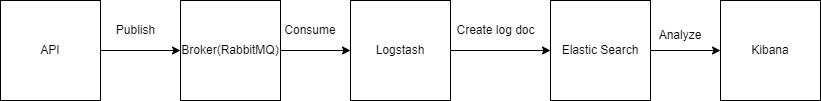 API
Publish
Broker(RabbitMQ)
Consume
Logstash
Create log doc
Elastic Search
Analyze
Kibana